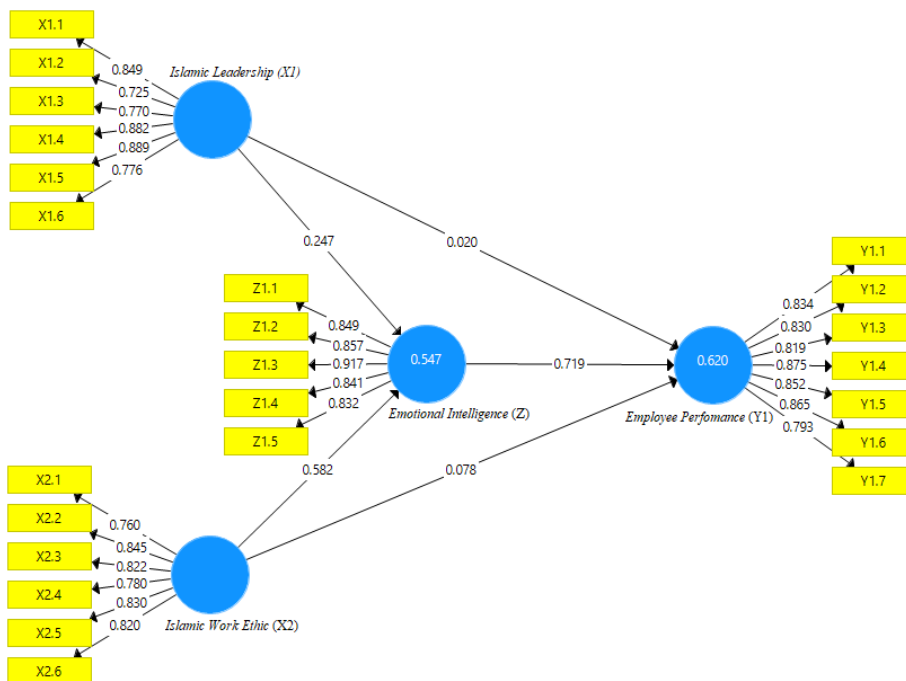 X1.1
X1.2
X1.3
X1.4
X1.5
X1.6
0.849
0.725
0.770
0.882
0.889
0.776
Islamic Leadership (X1)
0.247
0.020
Z1.1
Z1.2
Z1.3
Z1.4
Z1.5
0.849
0.857
0.917
0.841
0.832
0.547
Emotional Intelligence (Z)
0.719
0.620
Employee Perfomance (Y1)
0.834
0.830
0.819
0.875
0.852
0.865
0.793
Y1.1
Y1.2
Y1.3
Y1.4
Y1.5
Y1.6
Y1.7
0.582
0.078
X2.1
X2.2
X2.3
X2.4
X2.5
X2.6
0.760
0.845
0.822
0.780
0.830
0.820
Islamic Work Ethic (X2)